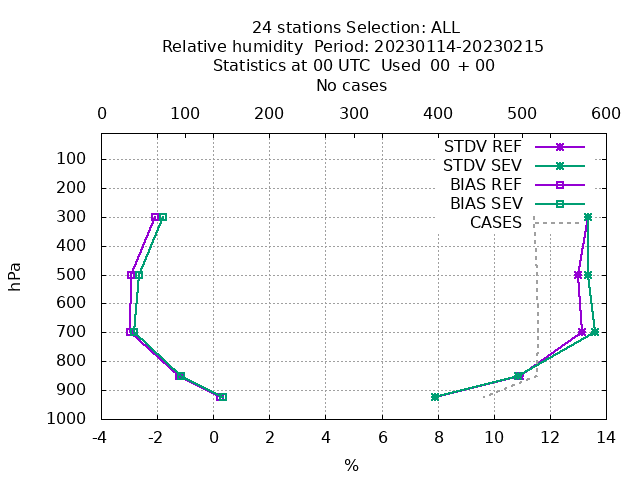 24 stations Selection: ALL
Relative humidity  Period: 20230114-20230215
Statistics at 00 UTC  Used  00 + 00
No cases
0 100 200 300 400 500 600
STDV REF
STDV SEV
BIAS REF
BIAS SEV
CASES
100
200
300
400
500
600
700
800
900
1000
hPa
-4 -2 0 2 4 6 8 10 12 14
%